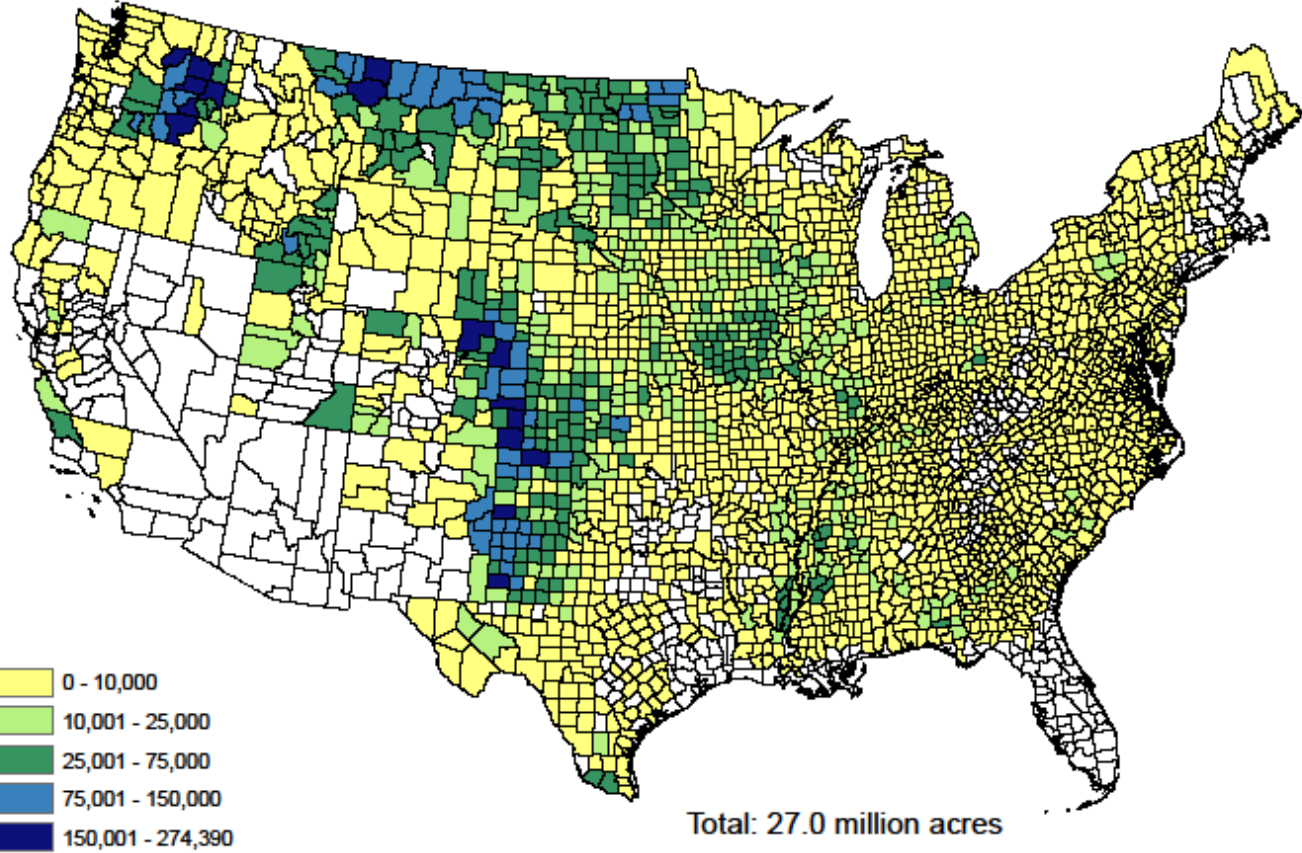 0 - 10,000
10,001 - 25,000
25,001 - 75,000
75,001 - 150,000
150,001 - 274,390
Total: 27.0 million acres